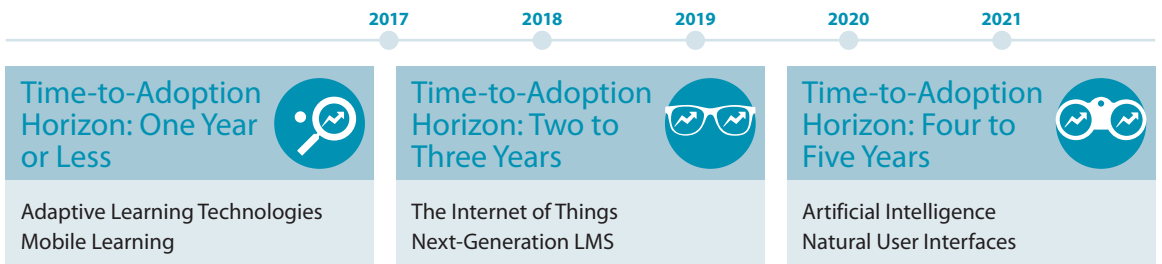 2017 2018 2019 2020 2021
Time-to-Adoption
Horizon: One Year
or Less
Adaptive Learning Technologies
Mobile Learning
Time-to-Adoption
Horizon: Two to
Three Years
The Internet of Things
Next-Generation LMS
Time-to-Adoption
Horizon: Four to
Five Years
Artificial Intelligence
Natural User Interfaces